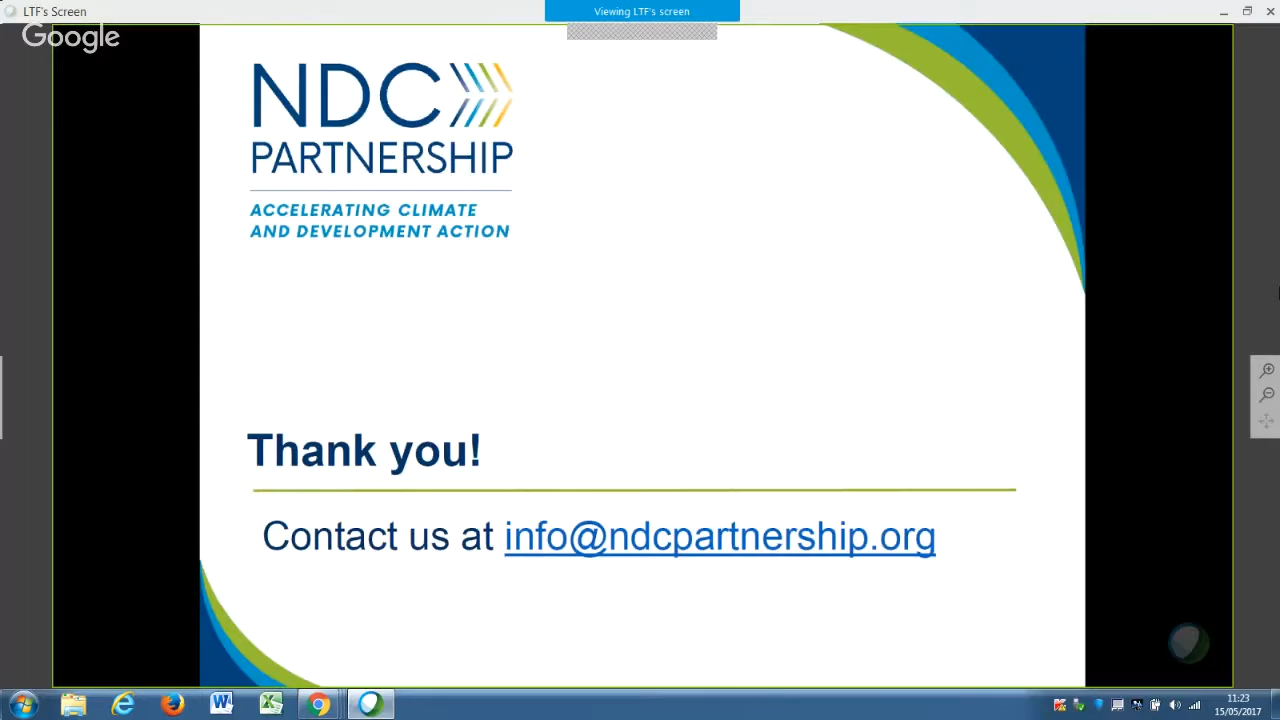 LTF's Screen
Viewing LTF's screen
Google
NDC
PARTNERSHIP
ACCELERATING CLIMATE
AND DEVELOPMENT ACTION
Thank you!
Contact us at info@ndcpartnership.org
11:23
15/05/2017